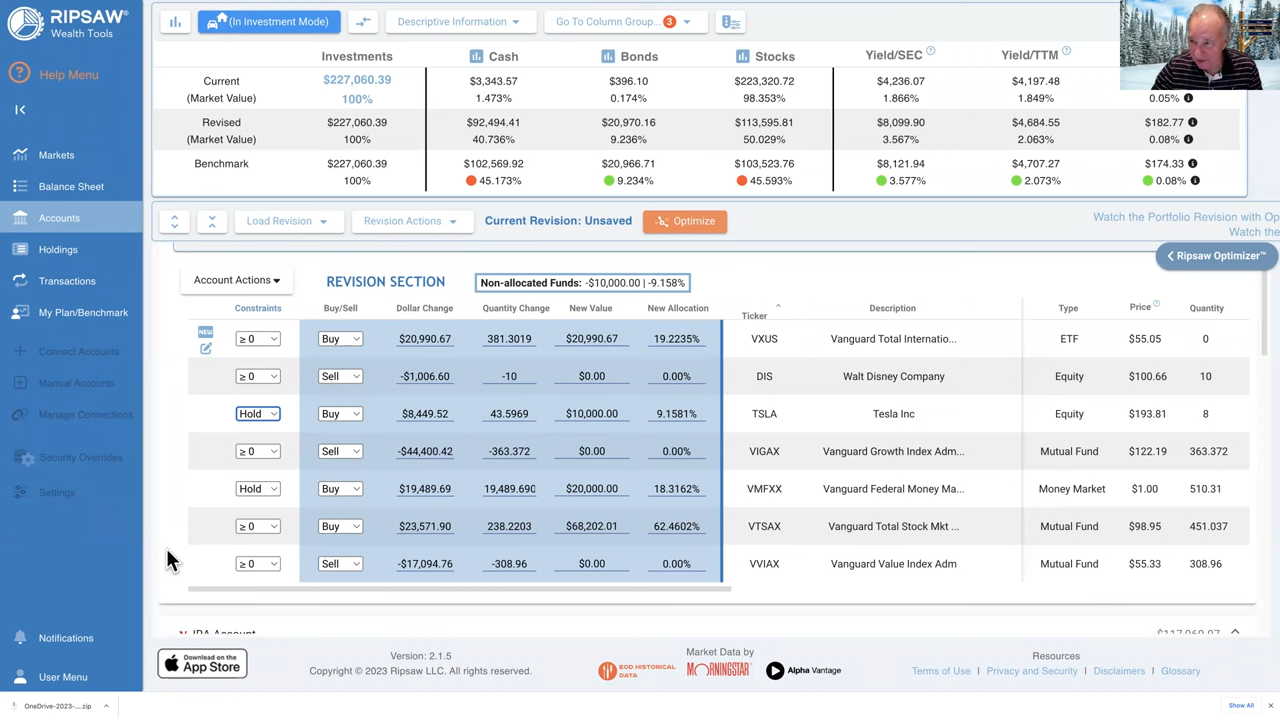 RIPSAW®
Wealth Tools
Help Menu
Markets
Balance Sheet
Accounts
Holdings
Transactions
My Plan/Benchmark
Connect Accounts
Manual Accounts
Manage Connections
Security Overrides
Settings
Notifications
User Menu
(In Investment Mode) Descriptive Information Go To Column Group... 3
Investments Cash Bonds Stocks Yield/SEC Yield/TTM
Current $227,060.39 $3,343.57 $396.10 $223,320.72 $4,236.07 $4,197.48
(Market Value) 100% 1.473% 0.174% 98.353% 1.866% 1.849% 0.05%
Revised $227,060.39 $92,494.41 $20,970.16 $113,595.81 $8,099.90 $4,684.55 $182.77
(Market Value) 100% 40.736% 9.236% 50.029% 3.567% 2.063% 0.08%
Benchmark $227,060.39 $102,569.92 $20,966.71 $103,523.76 $8,121.94 $4,707.27 $174.33
100% 45.173% 9.234% 45.593% 3.577% 2.073% 0.08%
Load Revision Revision Actions Current Revision: Unsaved Optimize Watch the Portfolio Revision with Op
Watch the
Ripsaw Optimizer™
Account Actions REVISION SECTION Non-allocated Funds: -$10,000.00 | -9.158%
Constraints Buy/Sell Dollar Change Quantity Change New Value New Allocation Ticker Description Type Price Quantity
NEW ≥ 0 Buy $20,990.67 381.3019 $20,990.67 19.2235% VXUS Vanguard Total Internatio... ETF $55.05 0
≥ 0 Sell -$1,006.60 -10 $0.00 0.00% DIS Walt Disney Company Equity $100.66 10
Hold Buy $8,449.52 43.5969 $10,000.00 9.1581% TSLA Tesla Inc Equity $193.81 8
≥ 0 Sell -$44,400.42 -363.372 $0.00 0.00% VIGAX Vanguard Growth Index Adm... Mutual Fund $122.19 363.372
Hold Buy $19,489.69 19,489.690 $20,000.00 18.3162% VMFXX Vanguard Federal Money Ma... Money Market $1.00 510.31
≥ 0 Buy $23,571.90 238.2203 $68,202.01 62.4602% VTSAX Vanguard Total Stock Mkt ... Mutual Fund $98.95 451.037
≥ 0 Sell -$17,094.76 -308.96 $0.00 0.00% VVIAX Vanguard Value Index Adm Mutual Fund $55.33 308.96
IRA Account $117,060.07
Download on the
App Store
Version: 2.1.5
Copyright © 2023 Ripsaw LLC. All rights reserved.
Market Data by
EOD HISTORICAL
DATA
MORNINGSTAR
Alpha Vantage
Resources
Terms of Use | Privacy and Security | Disclaimers | Glossary
OneDrive-2023-....zip
Show All